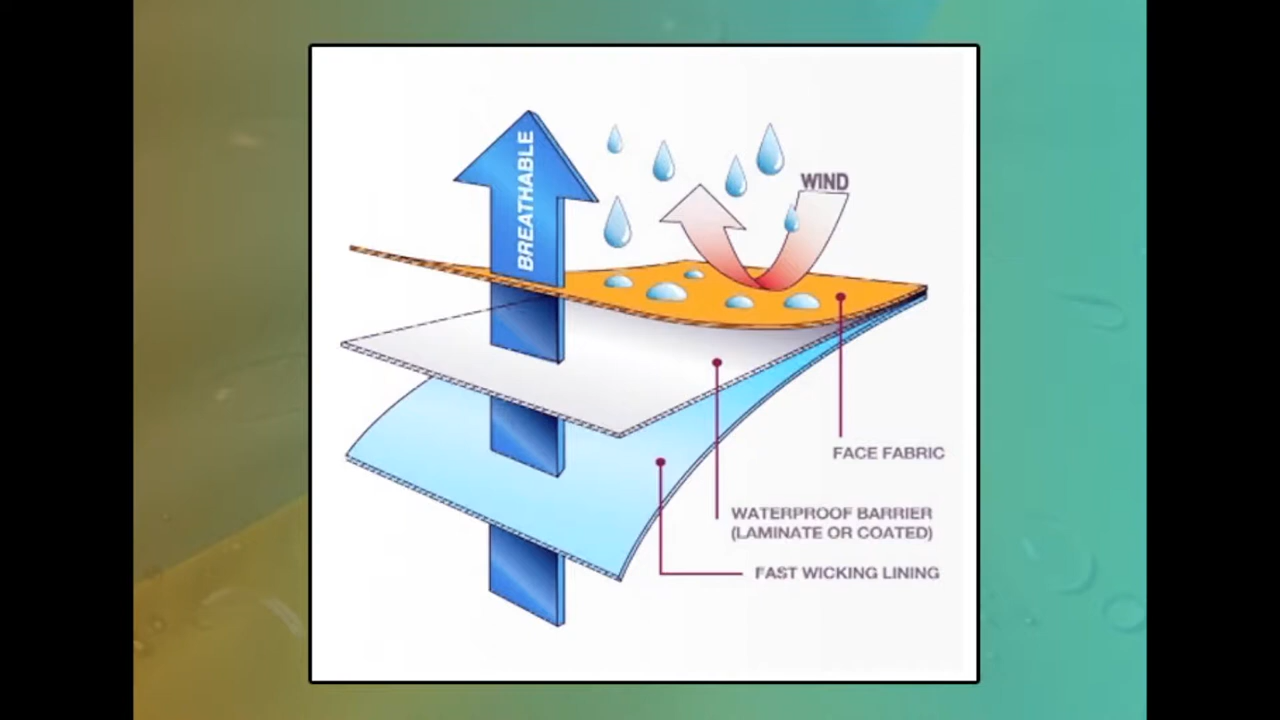 BREATHABLE
WIND
FACE FABRIC
WATERPROOF BARRIER
(LAMINATE OR COATED)
FAST WICKING LINING